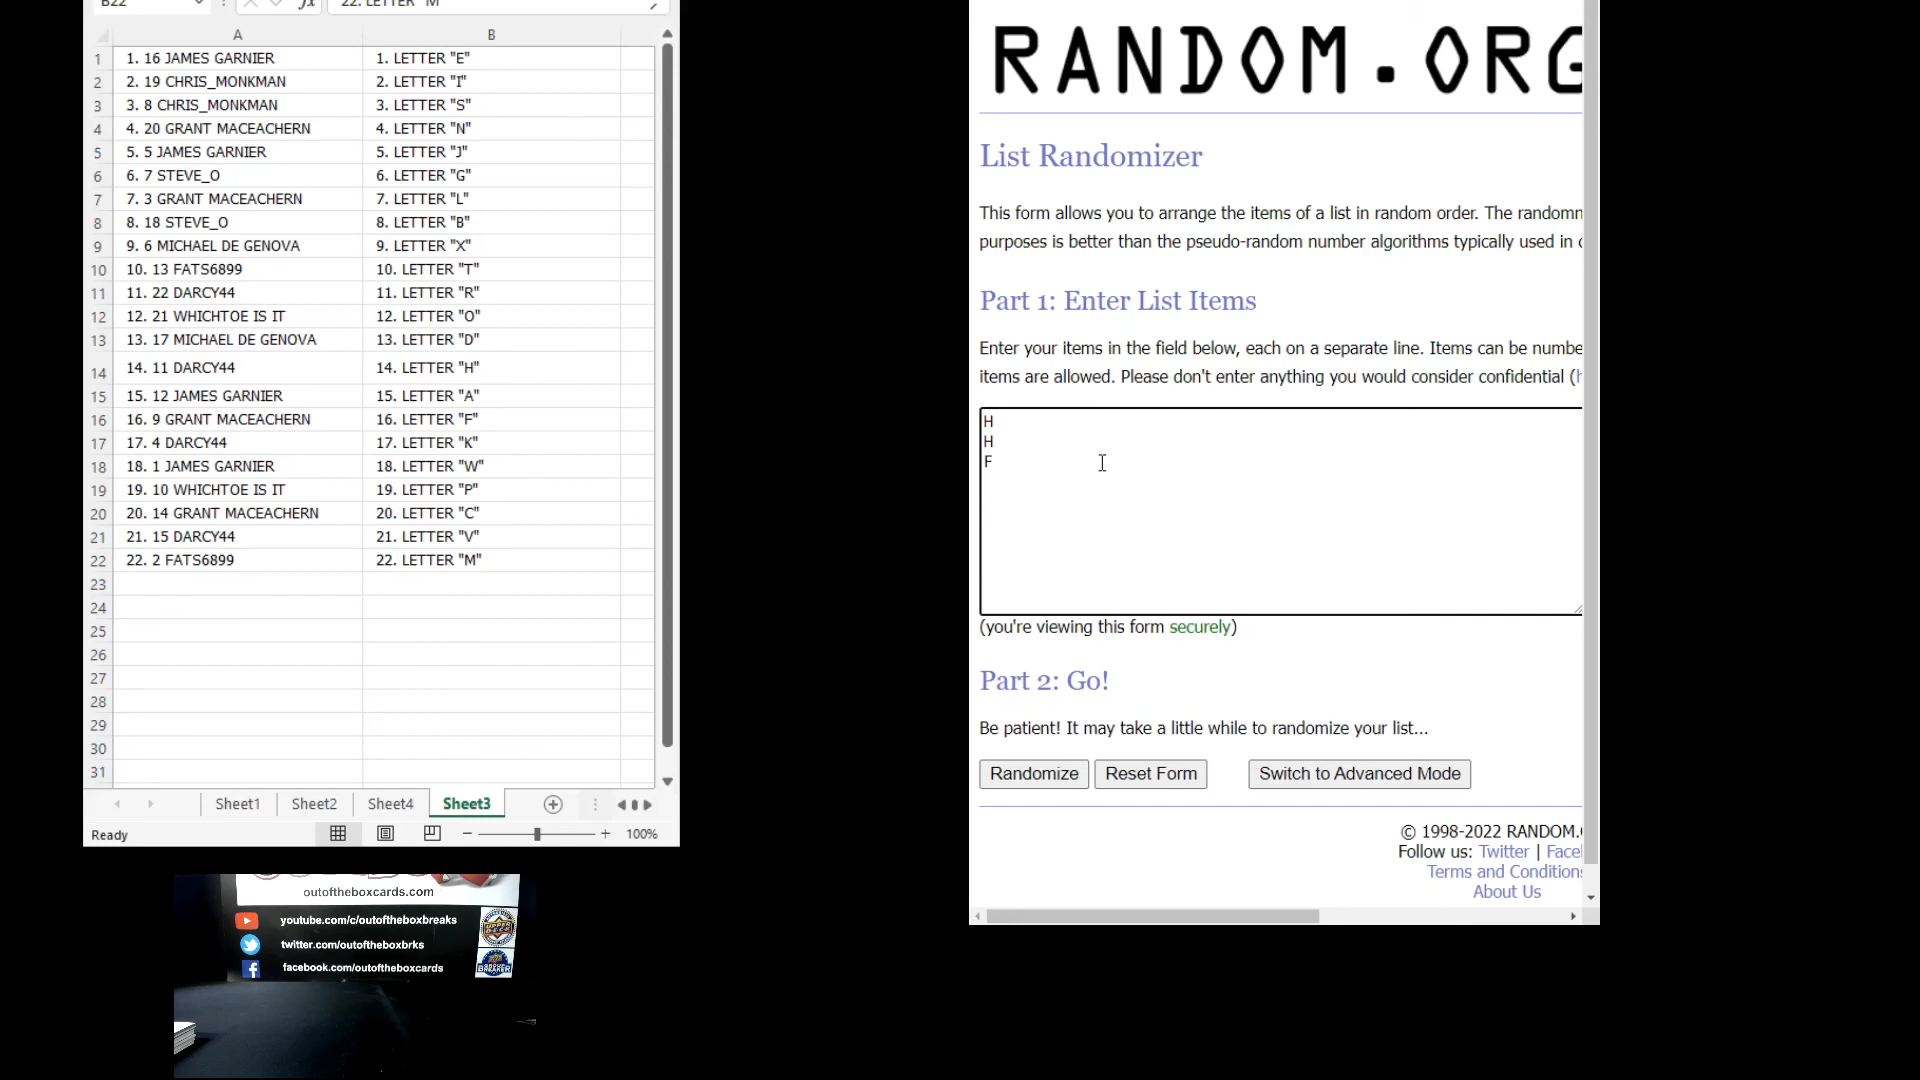 B22
fx
22. LETTER "M"
A B
1 1. 16 JAMES GARNIER 1. LETTER "E"
2 2. 19 CHRIS_MONKMAN 2. LETTER "I"
3 3. 8 CHRIS_MONKMAN 3. LETTER "S"
4 4. 20 GRANT MACEACHERN 4. LETTER "N"
5 5. 5 JAMES GARNIER 5. LETTER "J"
6 6. 7 STEVE_O 6. LETTER "G"
7 7. 3 GRANT MACEACHERN 7. LETTER "L"
8 8. 18 STEVE_O 8. LETTER "B"
9 9. 6 MICHAEL DE GENOVA 9. LETTER "X"
10 10. 13 FATS6899 10. LETTER "T"
11 11. 22 DARCY44 11. LETTER "R"
12 12. 21 WHICHTOE IS IT 12. LETTER "O"
13 13. 17 MICHAEL DE GENOVA 13. LETTER "D"
14 14. 11 DARCY44 14. LETTER "H"
15 15. 12 JAMES GARNIER 15. LETTER "A"
16 16. 9 GRANT MACEACHERN 16. LETTER "F"
17 17. 4 DARCY44 17. LETTER "K"
18 18. 1 JAMES GARNIER 18. LETTER "W"
19 19. 10 WHICHTOE IS IT 19. LETTER "P"
20 20. 14 GRANT MACEACHERN 20. LETTER "C"
21 21. 15 DARCY44 21. LETTER "V"
22 22. 2 FATS6899 22. LETTER "M"
23
24
25
26
27
28
29
30
31
Sheet1 Sheet2 Sheet4 Sheet3
Ready 100%
outoftheboxcards.com
youtube.com/c/outoftheboxbreaks
twitter.com/outoftheboxbrks
facebook.com/outoftheboxcards
UPPER DECK
BREAKER
RANDOM.ORG
List Randomizer
This form allows you to arrange the items of a list in random order. The randomn
purposes is better than the pseudo-random number algorithms typically used in c
Part 1: Enter List Items
Enter your items in the field below, each on a separate line. Items can be numbe
items are allowed. Please don't enter anything you would consider confidential (h
H
H
F
(you're viewing this form securely)
Part 2: Go!
Be patient! It may take a little while to randomize your list...
Randomize Reset Form Switch to Advanced Mode
© 1998-2022 RANDOM.
Follow us: Twitter | Facel
Terms and Conditions
About Us